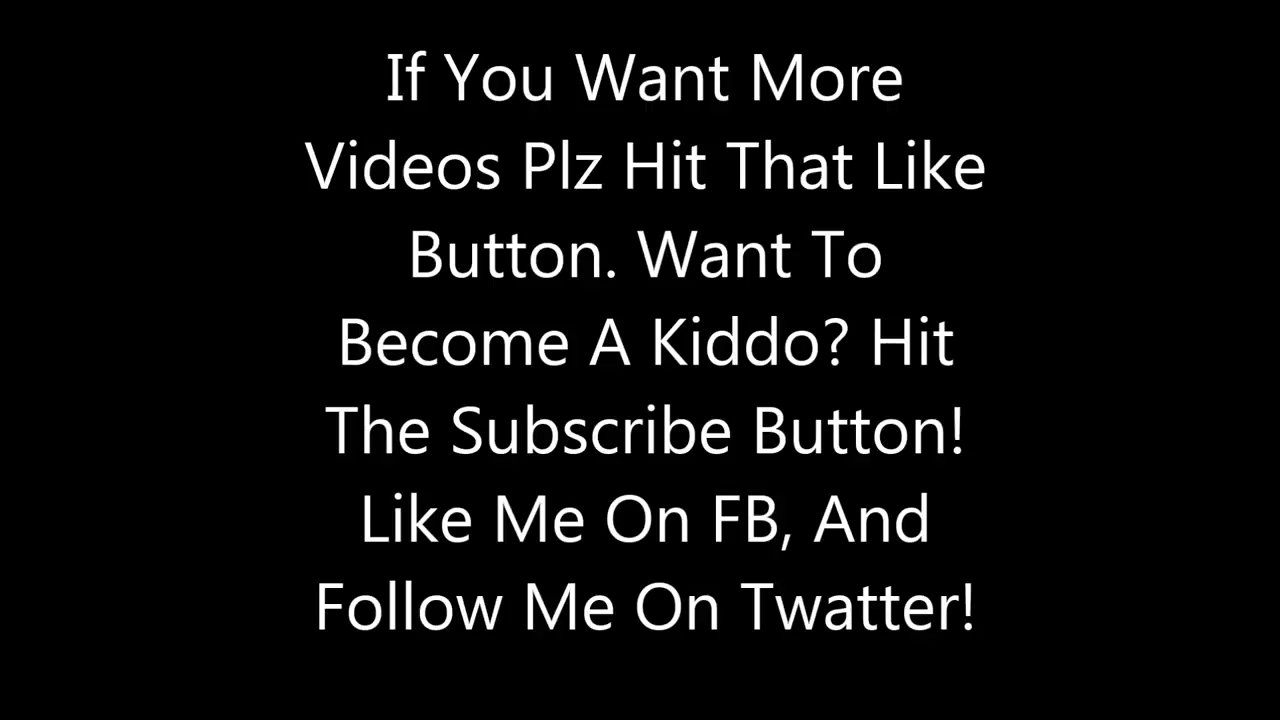 If You Want More
Videos Plz Hit That Like
Button. Want To
Become A Kiddo? Hit
The Subscribe Button!
Like Me On FB, And
Follow Me On Twatter!